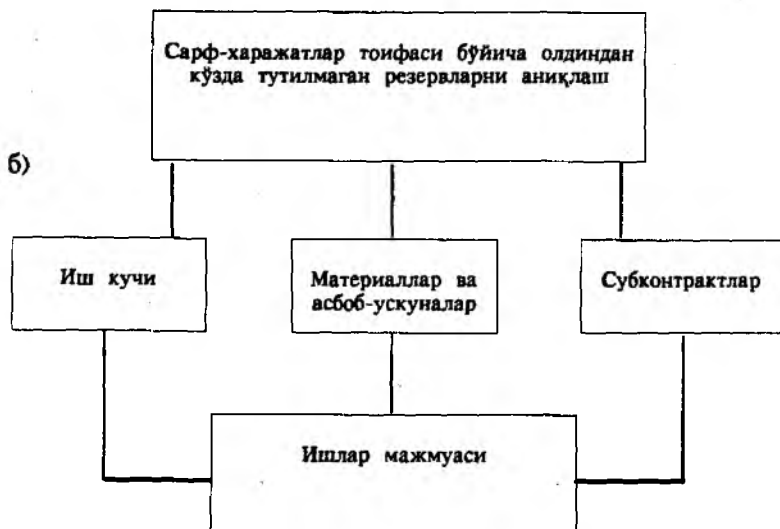 Сарф-харажатлар тоифаси бўйича олдиндан
кўзда тутилмаган резервларни аниқлаш
б)
Иш кучи
Материаллар ва
асбоб-ускуналар
Субконтрактлар
Ишлар мажмуаси